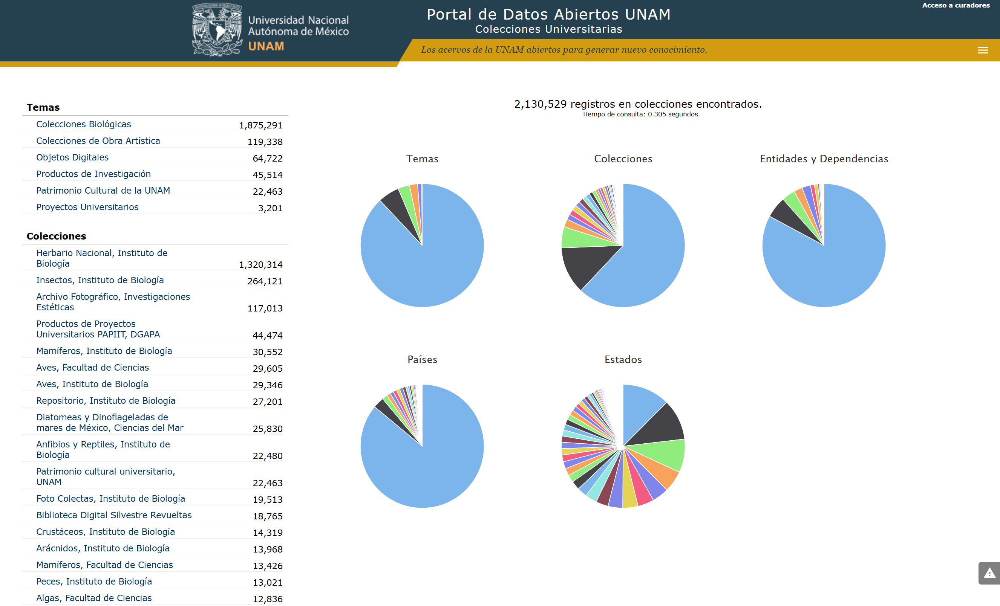 Acceso a curadores
Universidad Nacional
Autónoma de México
UNAM
Portal de Datos Abiertos UNAM
Colecciones Universitarias
Los acervos de la UNAM abiertos para generar nuevo conocimiento.
Temas
Colecciones Biológicas 1,875,291
Colecciones de Obra Artística 119,338
Objetos Digitales 64,722
Productos de Investigación 45,514
Patrimonio Cultural de la UNAM 22,463
Proyectos Universitarios 3,201
Colecciones
Herbario Nacional, Instituto de
Biología 1,320,314
Insectos, Instituto de Biología 264,121
Archivo Fotográfico, Investigaciones
Estéticas 117,013
Productos de Proyectos
Universitarios PAPIIT, DGAPA 44,474
Mamíferos, Instituto de Biología 30,552
Aves, Facultad de Ciencias 29,605
Aves, Instituto de Biología 29,346
Repositorio, Instituto de Biología 27,201
Diatomeas y Dinoflageladas de
mares de México, Ciencias del Mar 25,830
Anfibios y Reptiles, Instituto de
Biología 22,480
Patrimonio cultural universitario,
UNAM 22,463
Foto Colectas, Instituto de Biología 19,513
Biblioteca Digital Silvestre Revueltas 18,765
Crustáceos, Instituto de Biología 14,319
Arácnidos, Instituto de Biología 13,968
Mamíferos, Facultad de Ciencias 13,426
Peces, Instituto de Biología 13,021
Algas, Facultad de Ciencias 12,836
2,130,529 registros en colecciones encontrados.
Tiempo de consulta: 0.305 segundos.
Temas
Colecciones
Entidades y Dependencias
Países
Estados